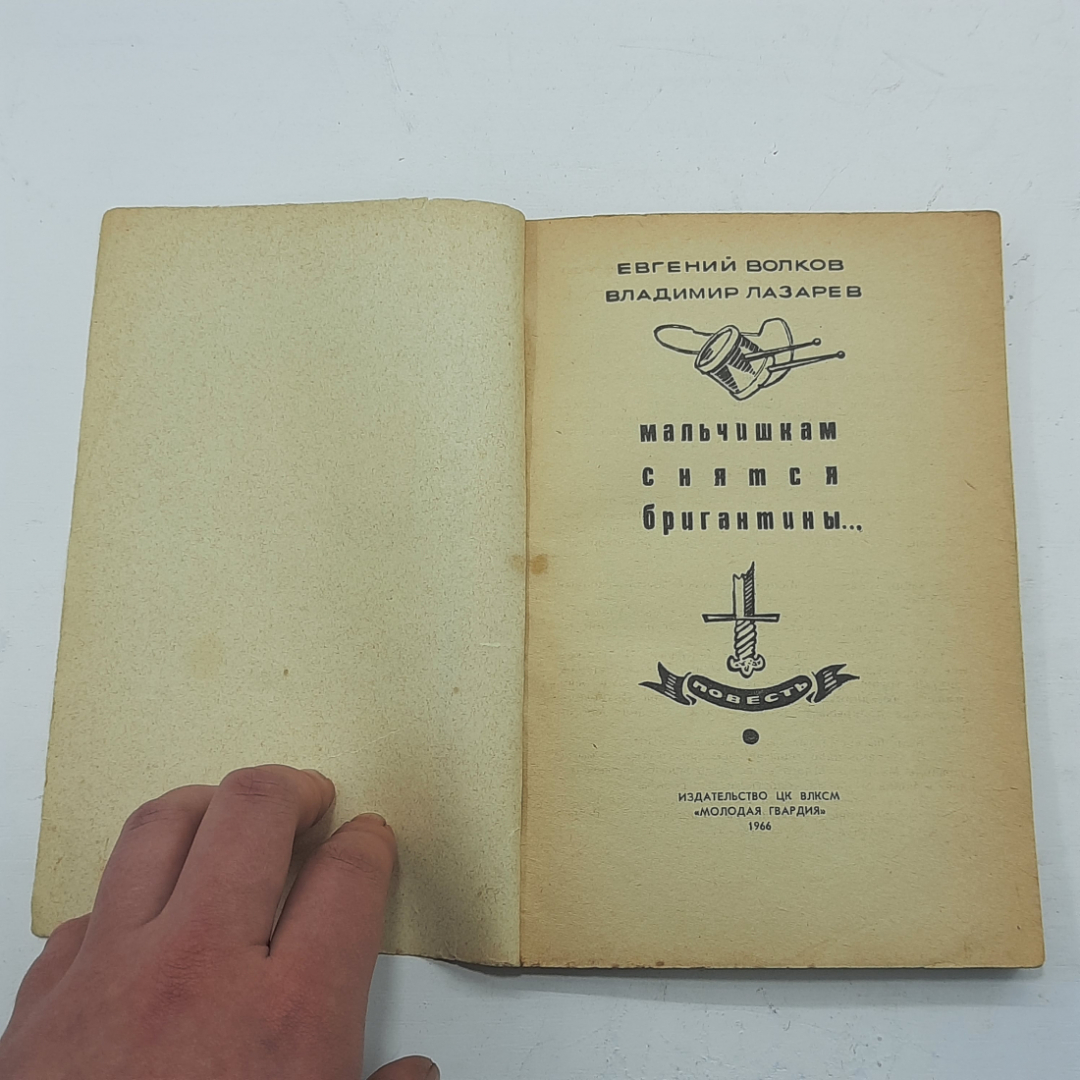 ЕВГЕНИЙ ВОЛКОВ
ВЛАДИМИР ЛАЗАРЕВ
мальчишкам
снятся
бригантины...
ПОВЕСТЬ
ИЗДАТЕЛЬСТВО ЦК ВЛКСМ
«МОЛОДАЯ ГВАРДИЯ»
1966